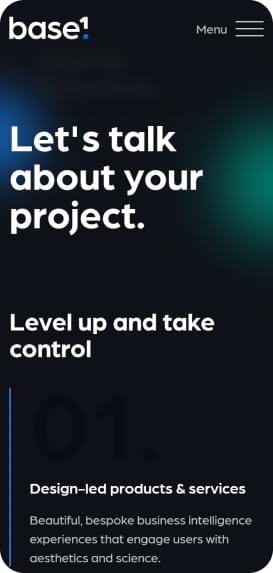 base1
Menu
Let's talk
about your
project.
Level up and take
control
01.
Design-led products & services
Beautiful, bespoke business intelligence
experiences that engage users with
aesthetics and science.